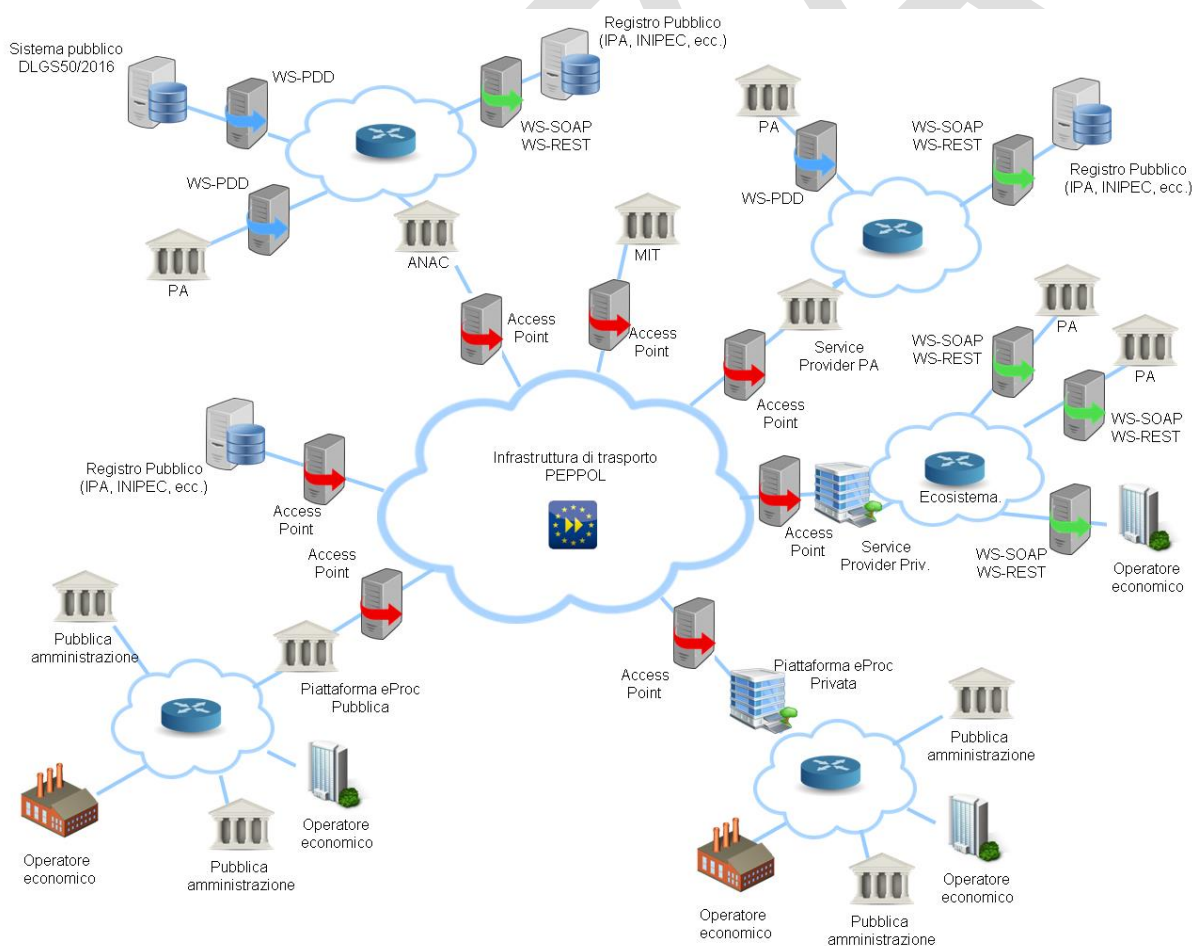 Sistema pubblico
DLGS50/2016
WS-PDD
Registro Pubblico
(IPA, INIPEC, ecc.)
WS-SOAP
WS-REST
WS-PDD
PA
ANAC
MIT
PA
WS-PDD
WS-SOAP
WS-REST
Registro Pubblico
(IPA, INIPEC, ecc.)
Access
Point
Access
Point
Service
Provider PA
Access
Point
WS-SOAP
WS-REST
PA
PA
WS-SOAP
WS-REST
Registro Pubblico
(IPA, INIPEC, ecc.)
Access
Point
Infrastruttura di trasporto
PEPPOL
Access
Point
Service
Provider Priv.
Ecosistema.
WS-SOAP
WS-REST
Operatore
economico
Access
Point
Pubblica
amministrazione
Piattaforma eProc
Pubblica
Operatore
economico
Pubblica
amministrazione
Operatore
economico
Access
Point
Piattaforma eProc
Privata
Pubblica
amministrazione
Operatore
economico
Pubblica
amministrazione
Operatore
economico